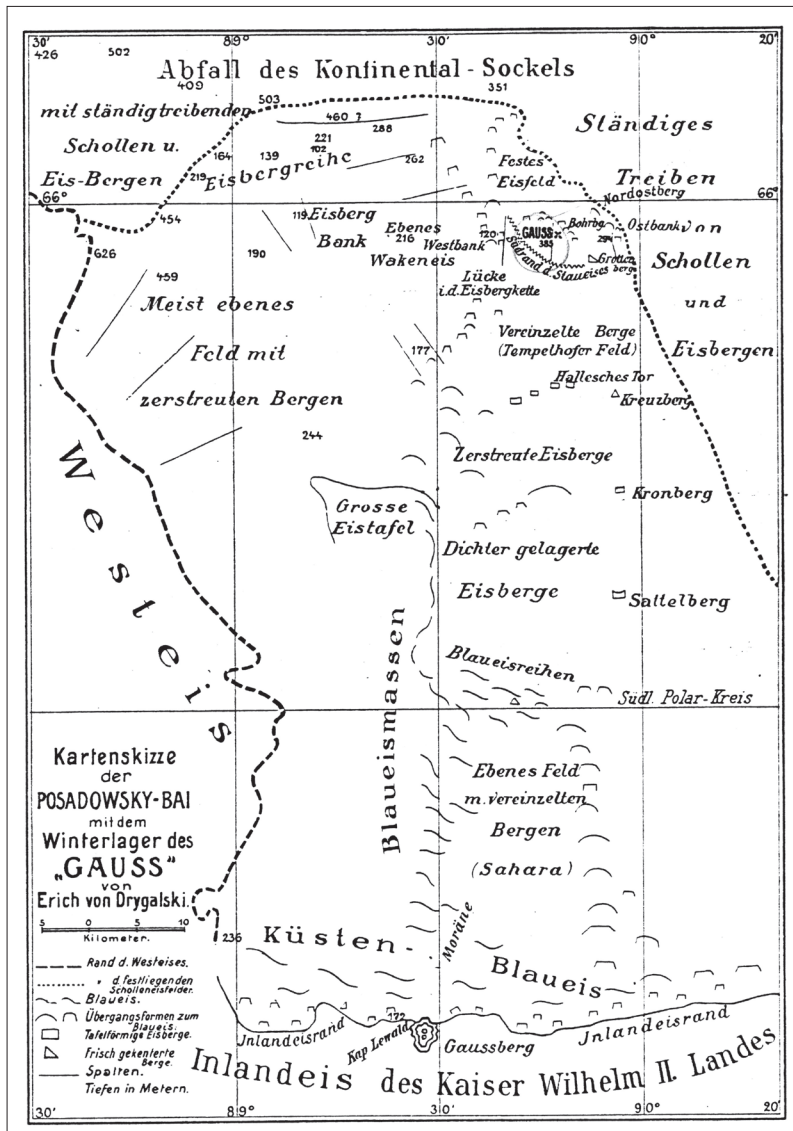 30' 89° 30' 90° 20'
426 502
Abfall des Kontinental-Sockels
409 503 351
mit ständig treibenden
Schollen u.
Eis-Bergen
460 ?
288
221
102
164 139
219 Eisbergreihe
262
Festes
Eisfeld
Ständiges
Treiben
von
Schollen
und
Eisbergen
66° 66°
Nordostberg
454
626
119 Eisberg
Bank
190
459
Ebenes
216
Wakeneis
120
Westbank
GAUSS
385
Bohrbg.
Ostbank
294
Grotten
berg
Südrand d. Staueises
Lücke
i.d. Eisbergkette
Meist ebenes
Feld mit
zerstreuten Bergen
177
244
Vereinzelte Berge
(Tempelhofer Feld)
Hallesches Tor
Kreuzberg
Zerstreute Eisberge
Grosse
Eistafel
Kronberg
Dichter gelagerte
Eisberge
Sattelberg
Westeis
Blaueismassen
Blaueisreihen
Südl. Polar-Kreis
Ebenes Feld
m. vereinzelten
Bergen
(Sahara)
Kartenskizze
der
POSADOWSKY-BAI
mit dem
Winterlager des
„GAUSS"
von
Erich von Drygalski.
5 0 5 10
Kilometer.
Rand d. Westeises.
" d. festliegenden
Scholleneisfelder.
Blaueis.
Übergangsformen zum
Blaueis.
Tafelförmige Eisberge.
Frisch gekenterte
Berge.
Spalten.
Tiefen in Metern.
236
Küsten-
Moräne
Blaueis
172
Inlandeisrand
Kap Lewald
Gaussberg
Inlandeisrand
Inlandeis des Kaiser Wilhelm II. Landes
30' 89° 30' 90° 20'